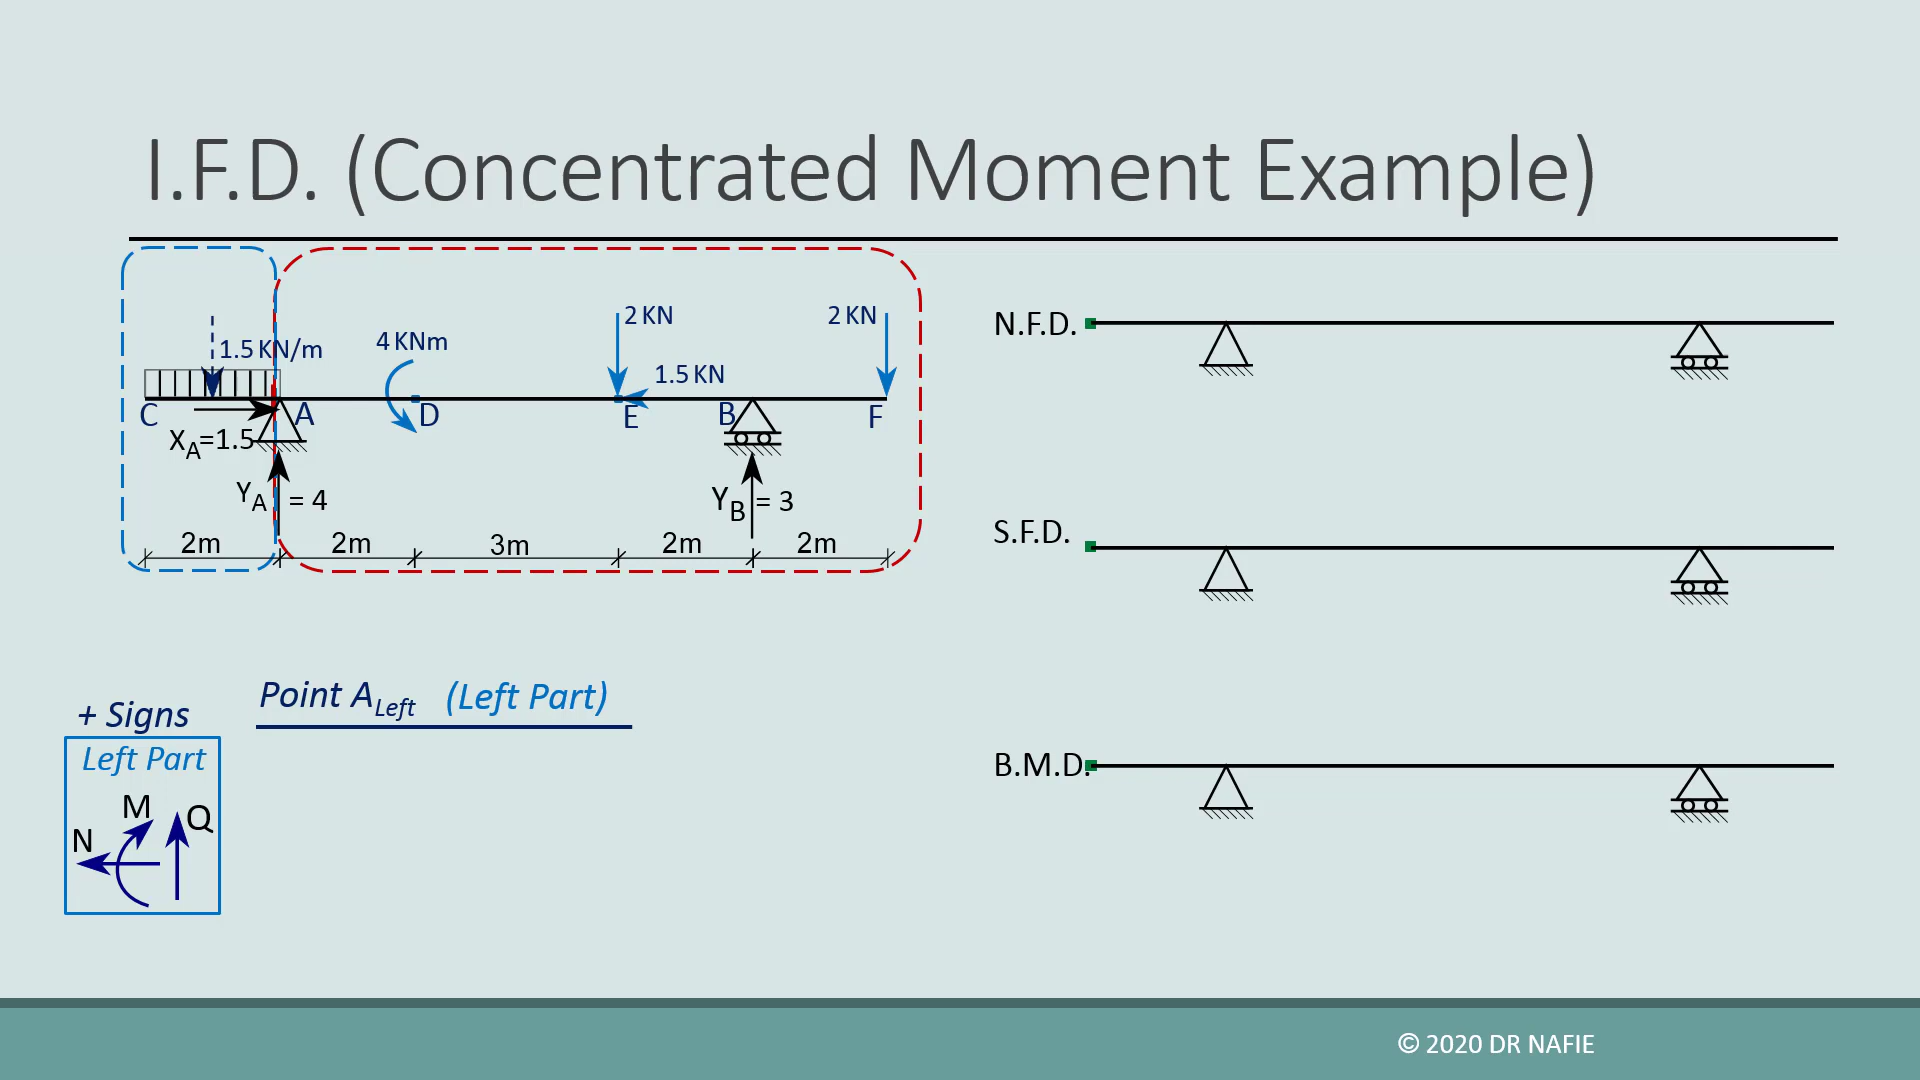 I.F.D. (Concentrated Moment Example)
2 KN
2 KN
4 KNm
1.5 KN/m
1.5 KN
C
A
D
E
B
F
XA=1.5
YA = 4
YB = 3
2m
2m
3m
2m
2m
N.F.D.
S.F.D.
B.M.D.
+ Signs
Left Part
M
Q
N
Point ALeft (Left Part)
© 2020 DR NAFIE